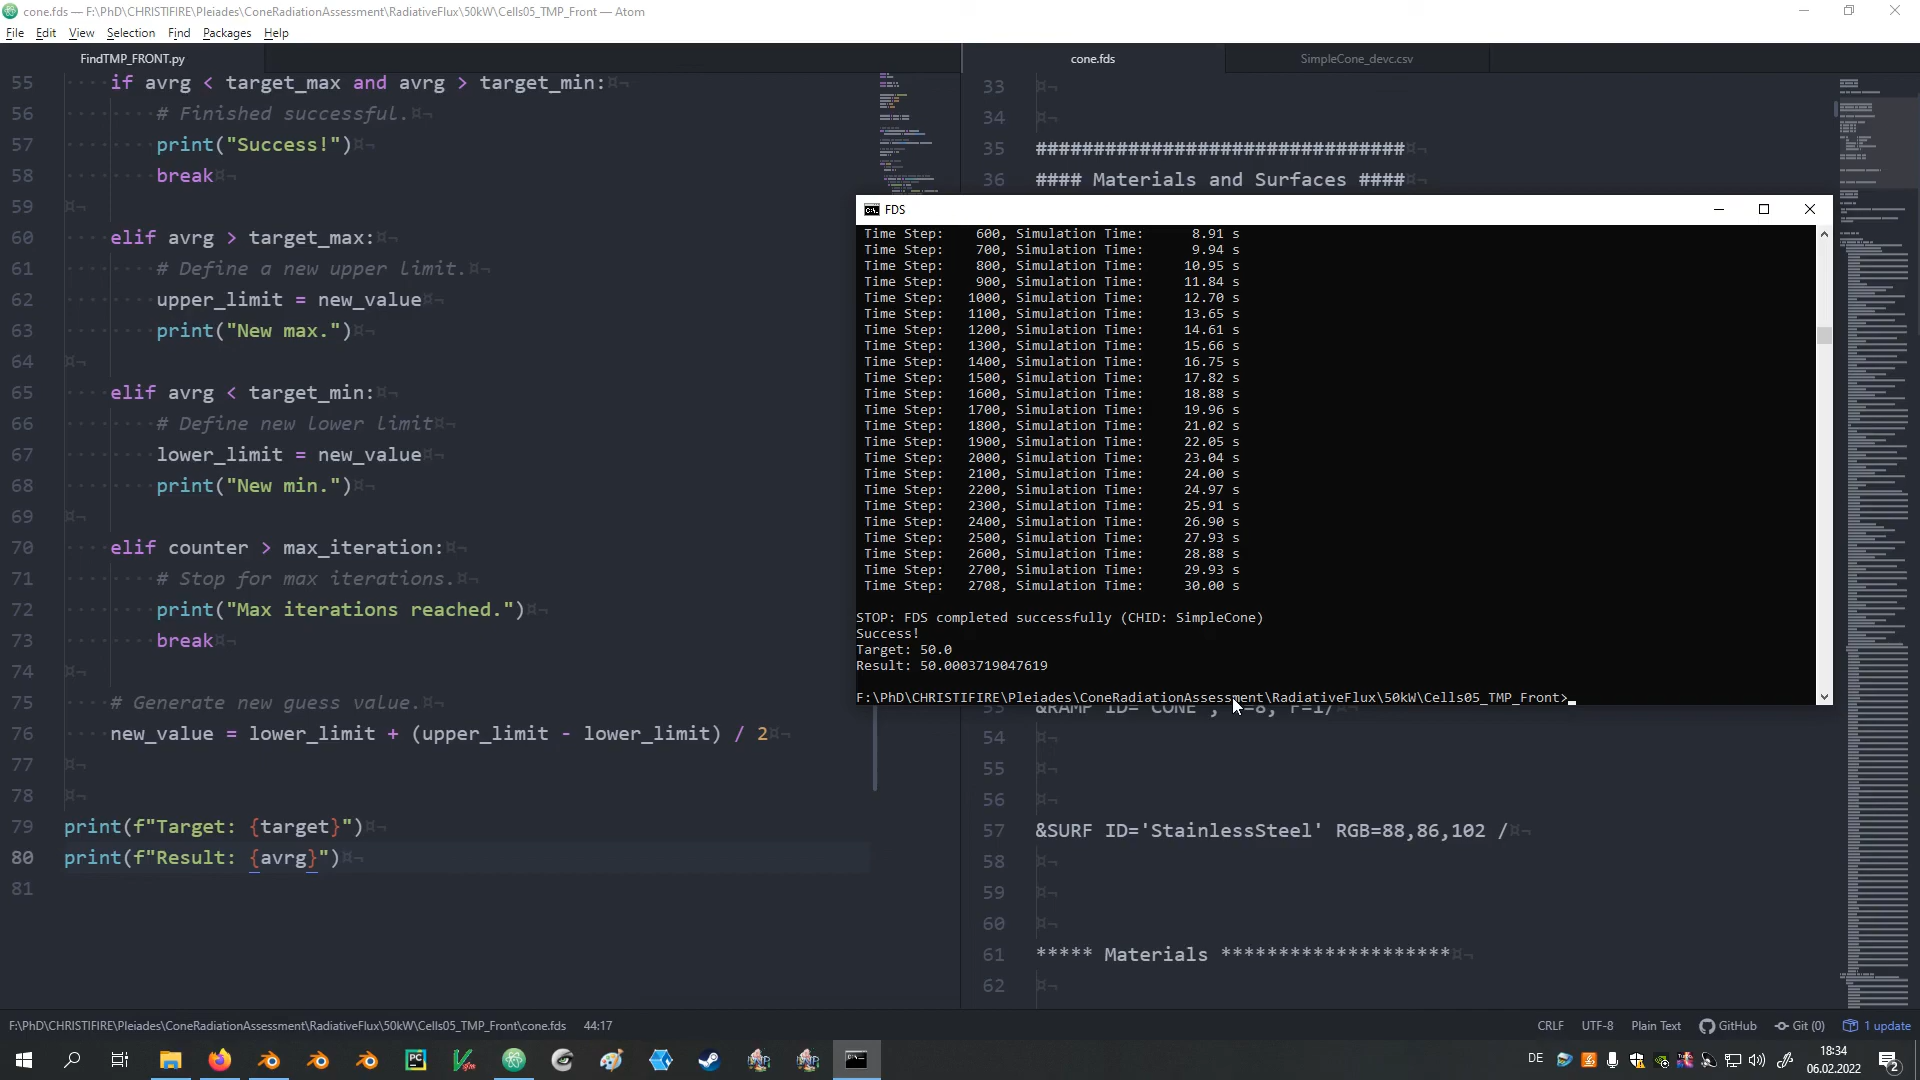 cone.fds — F:\PhD\CHRISTIFIRE\Pleiades\ConeRadiationAssessment\RadiativeFlux\50kW\Cells05_TMP_Front — Atom
File Edit View Selection Find Packages Help
FindTMP_FRONT.py
55 if avrg < target_max and avrg > target_min:
56 # Finished successful.
57 print("Success!")
58 break
59
60 elif avrg > target_max:
61 # Define a new upper limit.
62 upper_limit = new_value
63 print("New max.")
64
65 elif avrg < target_min:
66 # Define new lower limit
67 lower_limit = new_value
68 print("New min.")
69
70 elif counter > max_iteration:
71 # Stop for max iterations.
72 print("Max iterations reached.")
73 break
74
75 # Generate new guess value.
76 new_value = lower_limit + (upper_limit - lower_limit) / 2
77
78
79 print(f"Target: {target}")
80 print(f"Result: {avrg}")
81
cone.fds
SimpleCone_devc.csv
33
34
35 ################################
36 #### Materials and Surfaces ####
FDS
Time Step: 600, Simulation Time: 8.91 s
Time Step: 700, Simulation Time: 9.94 s
Time Step: 800, Simulation Time: 10.95 s
Time Step: 900, Simulation Time: 11.84 s
Time Step: 1000, Simulation Time: 12.70 s
Time Step: 1100, Simulation Time: 13.65 s
Time Step: 1200, Simulation Time: 14.61 s
Time Step: 1300, Simulation Time: 15.66 s
Time Step: 1400, Simulation Time: 16.75 s
Time Step: 1500, Simulation Time: 17.82 s
Time Step: 1600, Simulation Time: 18.88 s
Time Step: 1700, Simulation Time: 19.96 s
Time Step: 1800, Simulation Time: 21.02 s
Time Step: 1900, Simulation Time: 22.05 s
Time Step: 2000, Simulation Time: 23.04 s
Time Step: 2100, Simulation Time: 24.00 s
Time Step: 2200, Simulation Time: 24.97 s
Time Step: 2300, Simulation Time: 25.91 s
Time Step: 2400, Simulation Time: 26.90 s
Time Step: 2500, Simulation Time: 27.93 s
Time Step: 2600, Simulation Time: 28.88 s
Time Step: 2700, Simulation Time: 29.93 s
Time Step: 2708, Simulation Time: 30.00 s
STOP: FDS completed successfully (CHID: SimpleCone)
Success!
Target: 50.0
Result: 50.0003719047619
F:\PhD\CHRISTIFIRE\Pleiades\ConeRadiationAssessment\RadiativeFlux\50kW\Cells05_TMP_Front>
&RAMP ID='CONE', F=1/
54
55
56
57 &SURF ID='StainlessSteel' RGB=88,86,102 /
58
59
60
61 ***** Materials ********************
62
F:\PhD\CHRISTIFIRE\Pleiades\ConeRadiationAssessment\RadiativeFlux\50kW\Cells05_TMP_Front\cone.fds 44:17
CRLF UTF-8 Plain Text GitHub Git (0) 1 update
DE
18:34
06.02.2022
2